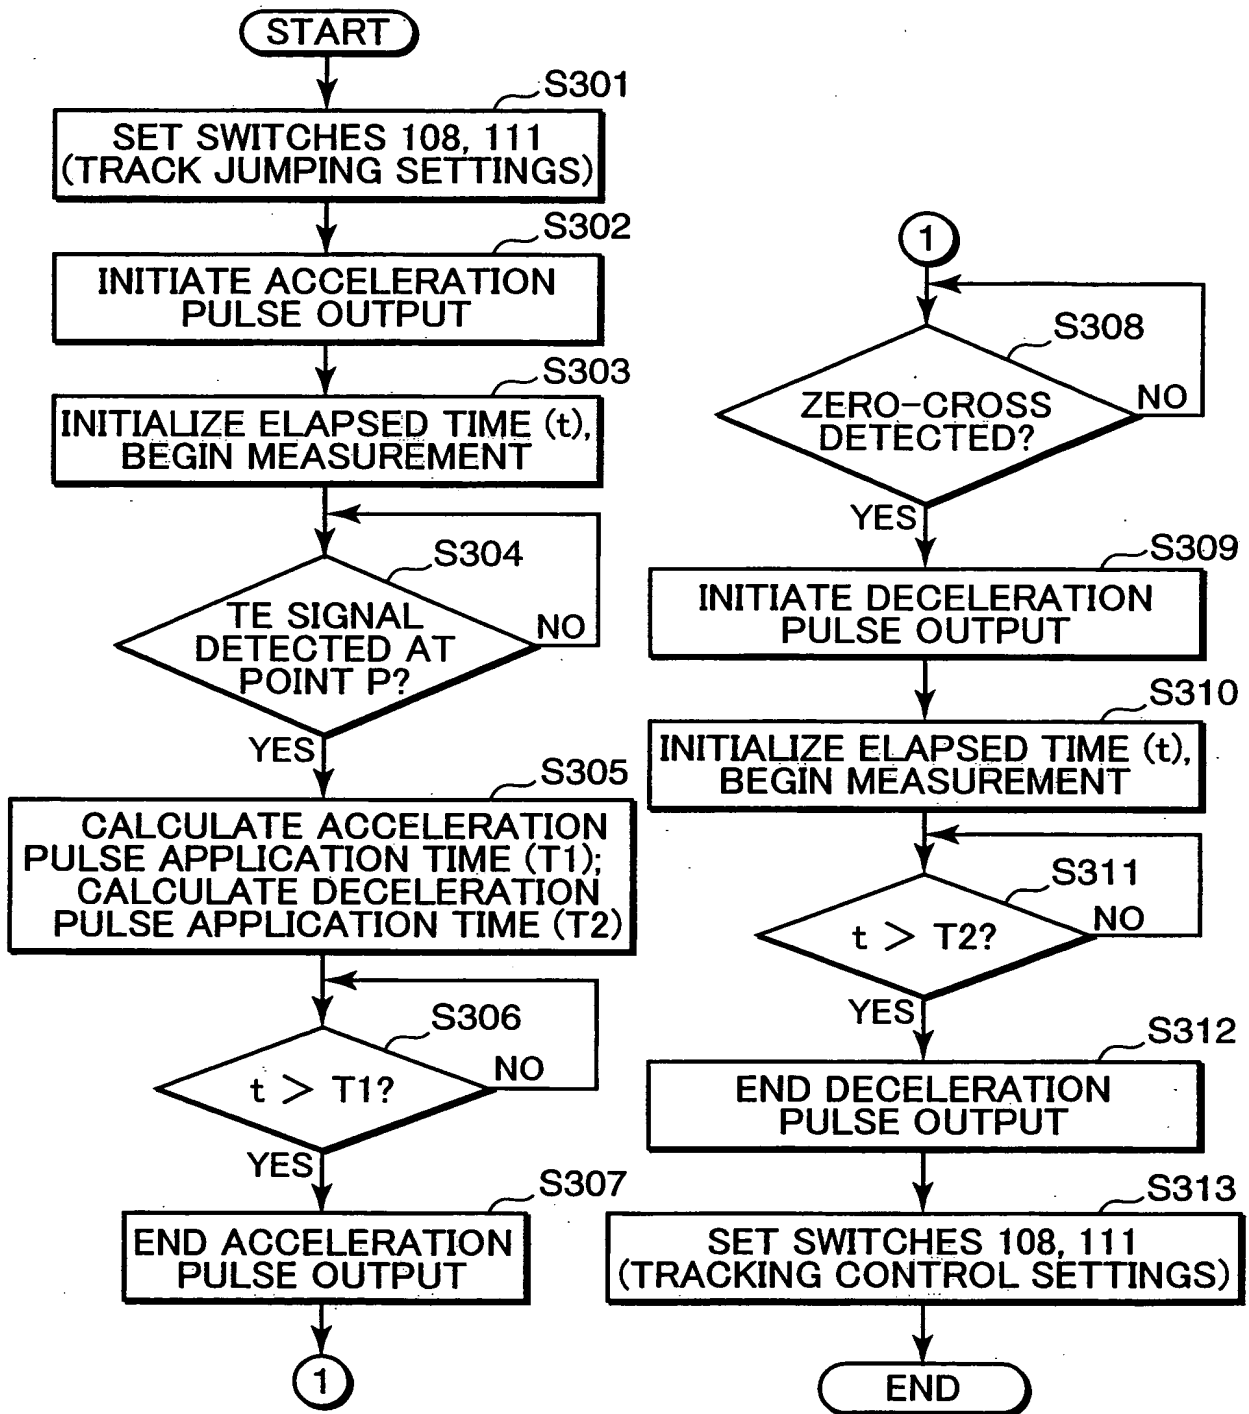 START
S301
SET SWITCHES 108, 111
(TRACK JUMPING SETTINGS)
S302
INITIATE ACCELERATION
PULSE OUTPUT
S303
INITIALIZE ELAPSED TIME (t),
BEGIN MEASUREMENT
S304
TE SIGNAL
DETECTED AT
POINT P?
NO
YES
S305
CALCULATE ACCELERATION
PULSE APPLICATION TIME (T1);
CALCULATE DECELERATION
PULSE APPLICATION TIME (T2)
S306
t > T1?
NO
YES
S307
END ACCELERATION
PULSE OUTPUT
1
1
S308
ZERO-CROSS
DETECTED?
NO
YES
S309
INITIATE DECELERATION
PULSE OUTPUT
S310
INITIALIZE ELAPSED TIME (t),
BEGIN MEASUREMENT
S311
t > T2?
NO
YES
S312
END DECELERATION
PULSE OUTPUT
S313
SET SWITCHES 108, 111
(TRACKING CONTROL SETTINGS)
END